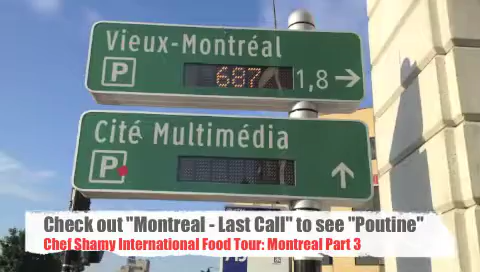 Vieux-Montréal
P 687 1,8 →
Cité Multimédia
P ↑
Check out "Montreal - Last Call" to see "Poutine"
Chef Shamy International Food Tour: Montreal Part 3